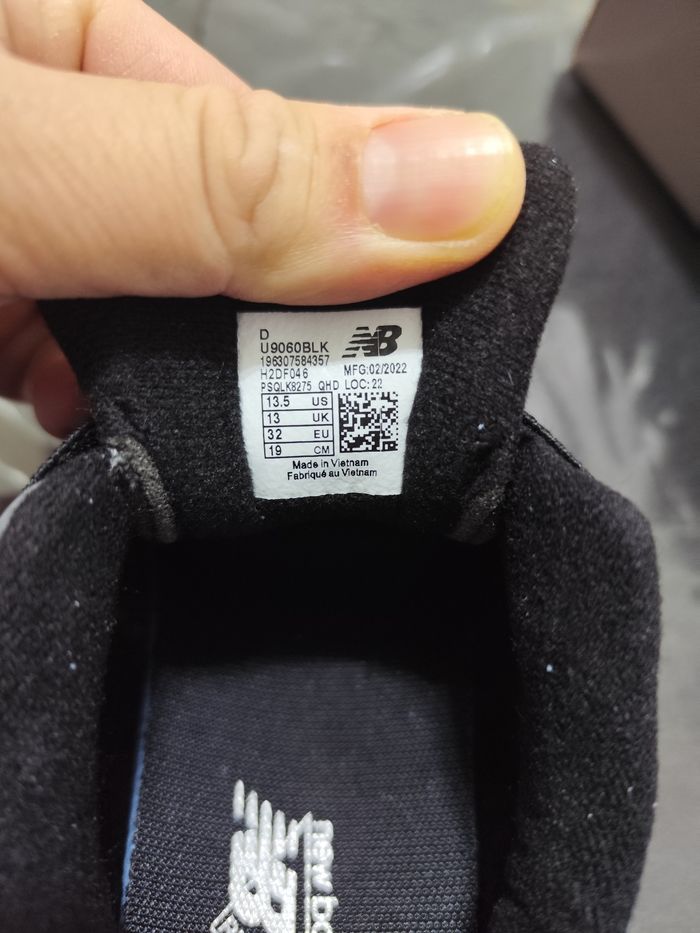 D
U9060BLK
NB
196307584357
H2DF046 MFG:02/2022
PSQLK8275 QHD LOC: 22
13.5 US
13 UK
32 EU
19 CM
Made in Vietnam
Fabriqué au Vietnam
new